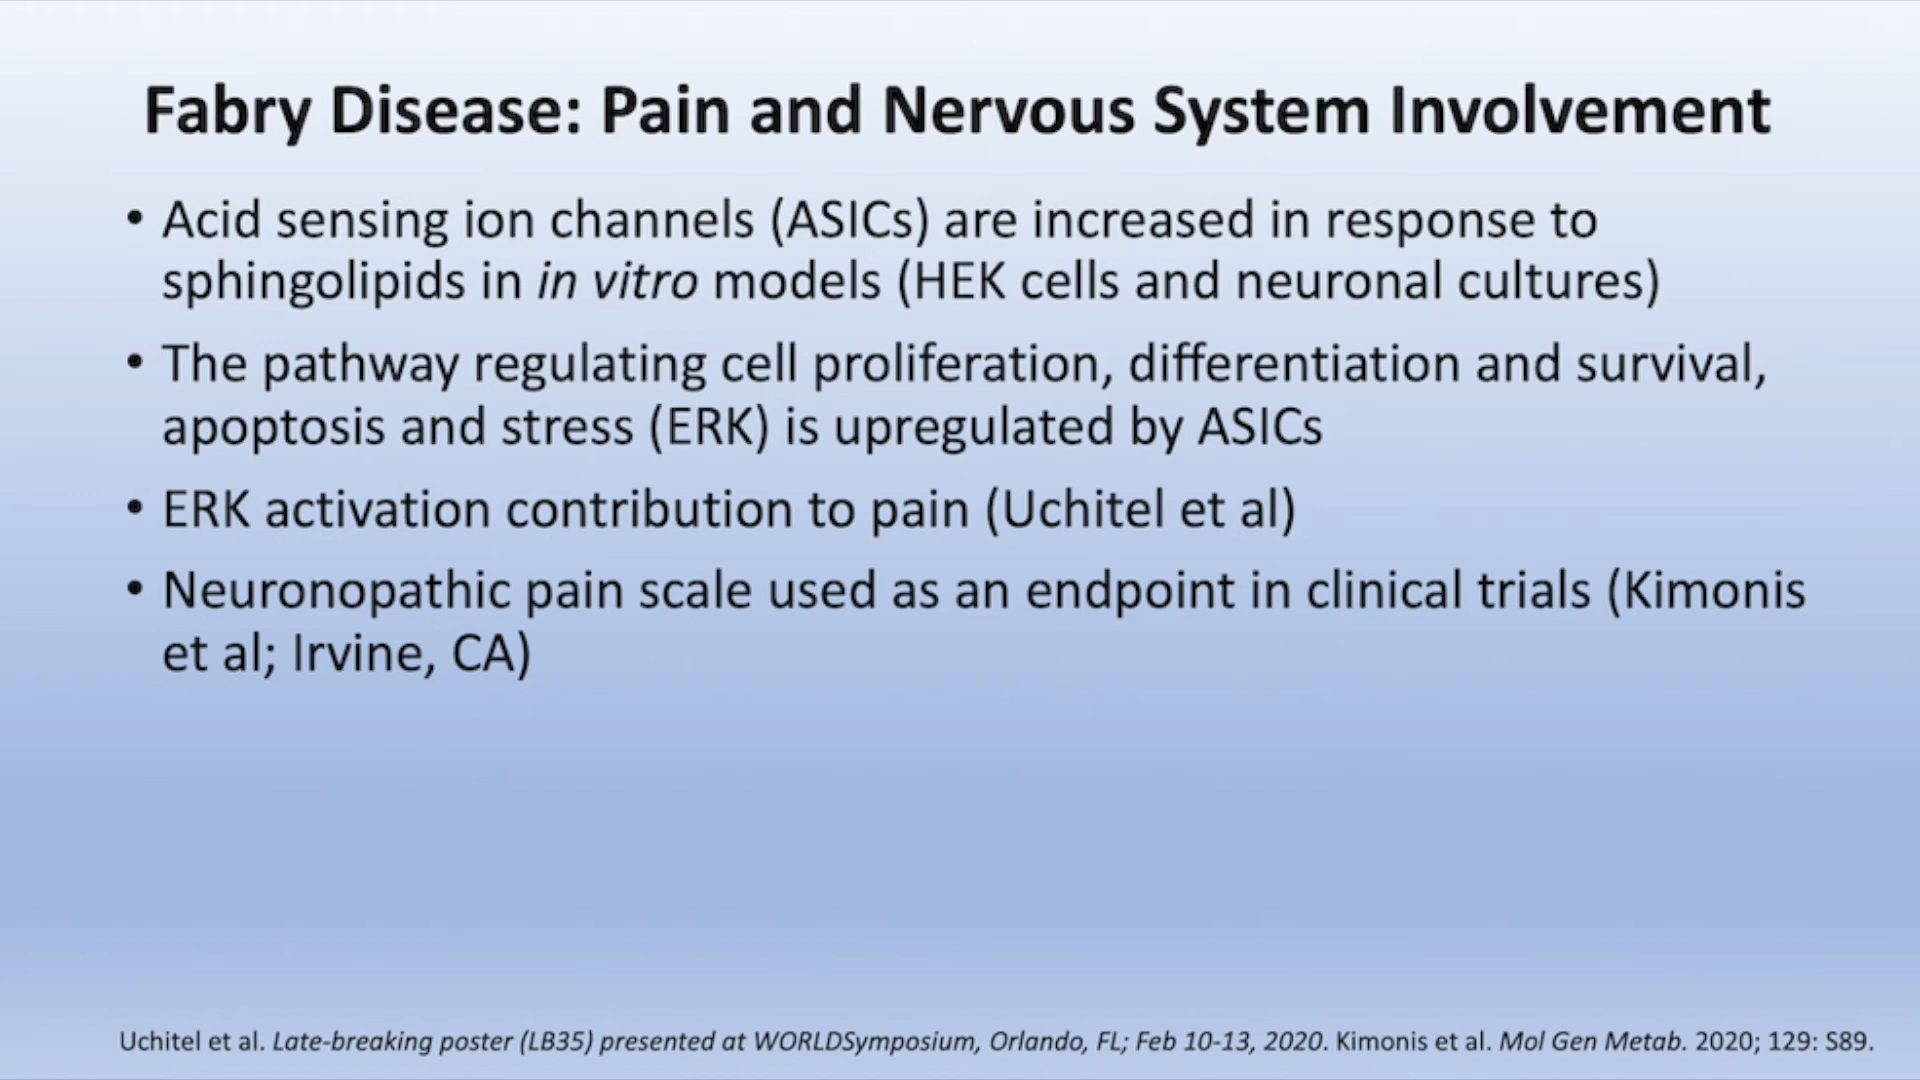 Fabry Disease: Pain and Nervous System Involvement
• Acid sensing ion channels (ASICs) are increased in response to
sphingolipids in in vitro models (HEK cells and neuronal cultures)
• The pathway regulating cell proliferation, differentiation and survival,
apoptosis and stress (ERK) is upregulated by ASICs
• ERK activation contribution to pain (Uchitel et al)
• Neuronopathic pain scale used as an endpoint in clinical trials (Kimonis
et al; Irvine, CA)
Uchitel et al. Late-breaking poster (LB35) presented at WORLDSymposium, Orlando, FL; Feb 10-13, 2020. Kimonis et al. Mol Gen Metab. 2020; 129: S89.